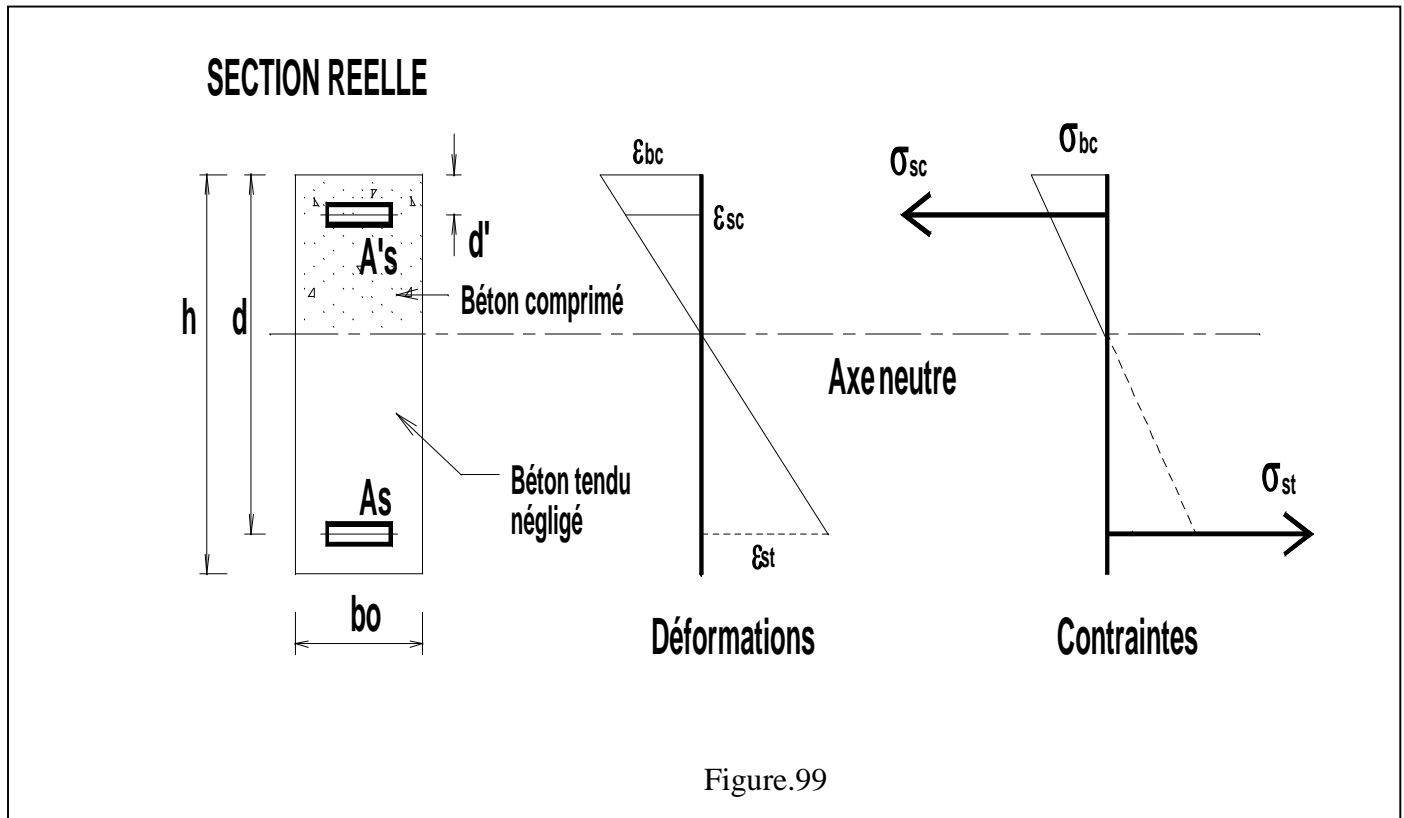 SECTION REELLE
εbc
σbc
σsc
εsc
d'
A's
Béton comprimé
h
d
Axe neutre
As
Béton tendu
négligé
σst
εst
bo
Déformations
Contraintes
Figure.99